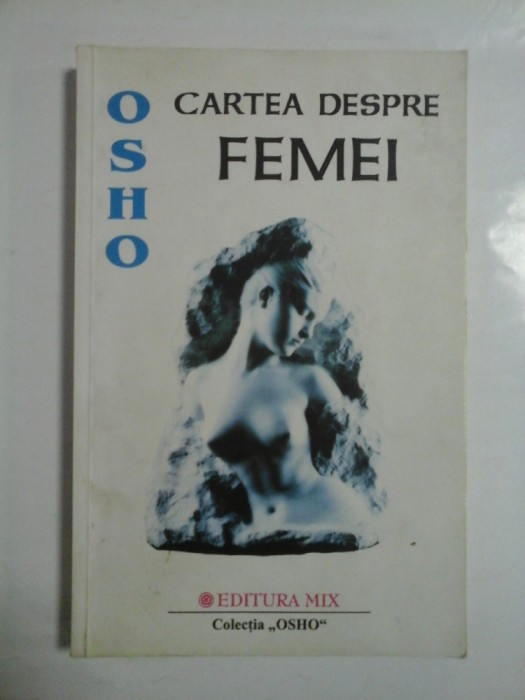 OSHO
CARTEA DESPRE
FEMEI
EDITURA MIX
Colecția „OSHO“